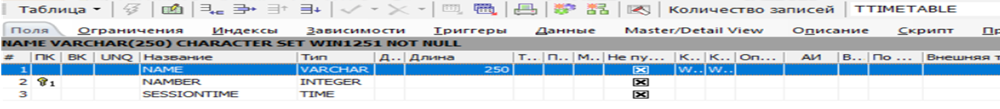 Таблица Количество записей TTIMETABLE
Поля Ограничения Индексы Зависимости Триггеры Данные Master/Detail View Описание Скрипт Пр
NAME VARCHAR(250) CHARACTER SET WIN1251 NOT NULL
# ПК ВК UNQ Название Тип Д.. Длина Т.. П.. М.. Не пу... К.. К.. Оп... АИ В.. По ... Внешняя т
1 NAME VARCHAR 250 W.. W..
2 1 NAMBER INTEGER
3 SESSIONTIME TIME